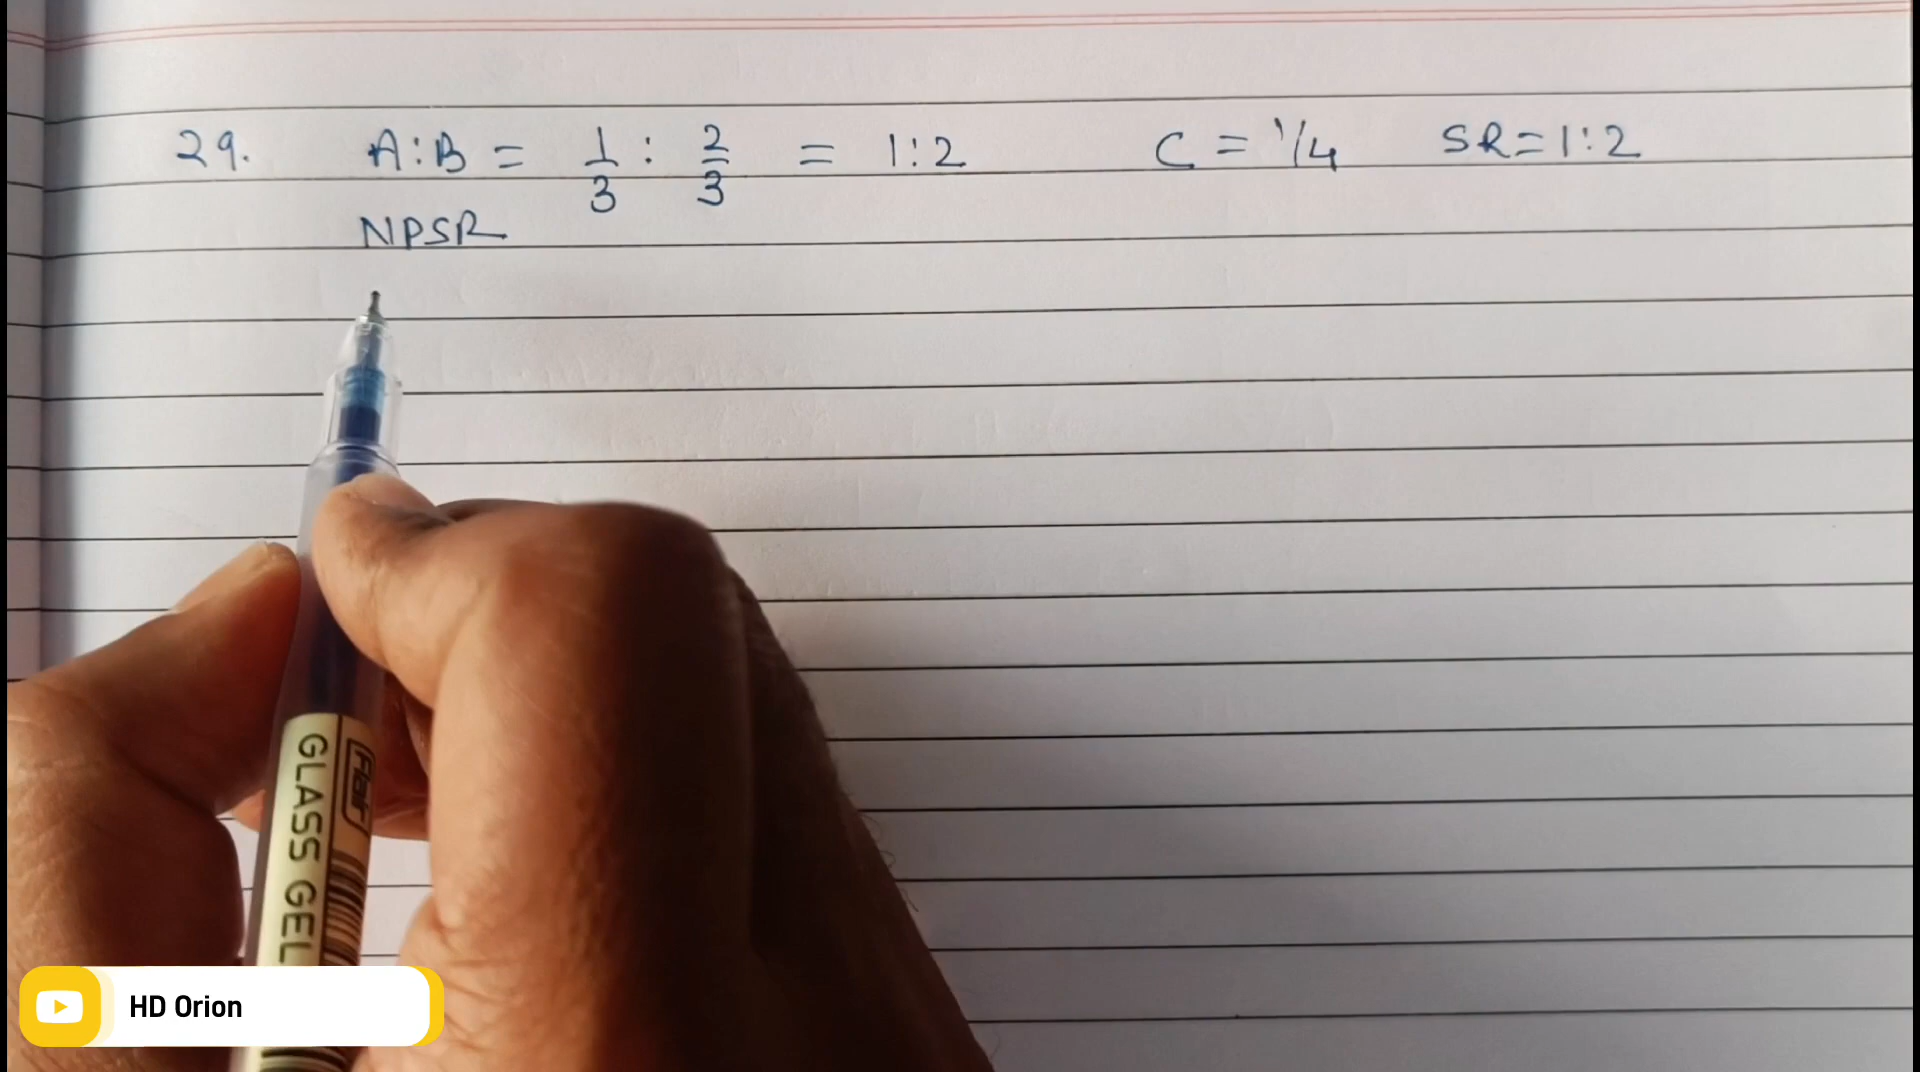 29. A:B = 1/3 : 2/3 = 1:2 C = 1/4 SR=1:2
NPSR
Flair
GLASS GEL
HD Orion